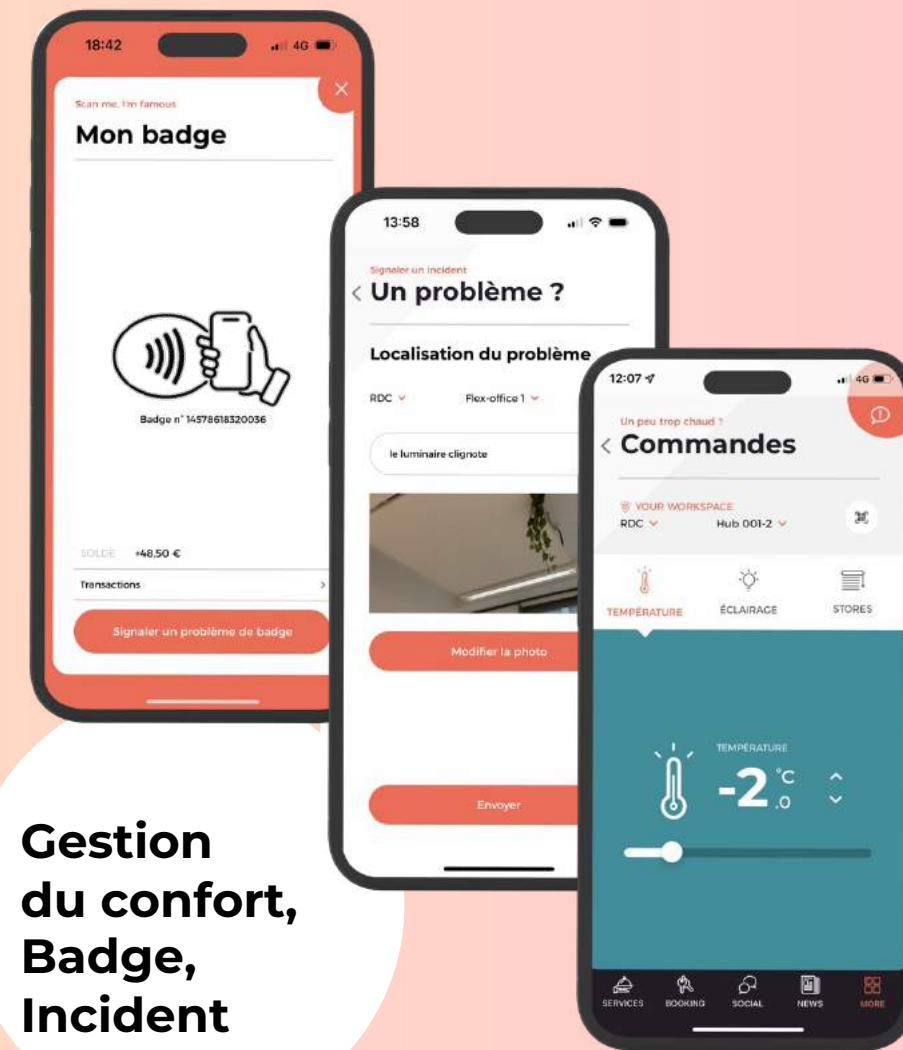 18:42
4G
Scan me, I'm famous
Mon badge
Badge n° 14578618320036
SOLDE +48,50 €
Transactions
Signaler un problème de badge
13:58
Signaler un incident
Un problème ?
Localisation du problème
RDC
Flex-office 1
le luminaire clignote
Modifier la photo
Envoyer
12:07
4G
Un peu trop chaud ?
Commandes
YOUR WORKSPACE
RDC
Hub 001-2
TEMPÉRATURE
ÉCLAIRAGE
STORES
TEMPÉRATURE
-2.0 °C
SERVICES
BOOKING
SOCIAL
NEWS
MORE
Gestion
du confort,
Badge,
Incident